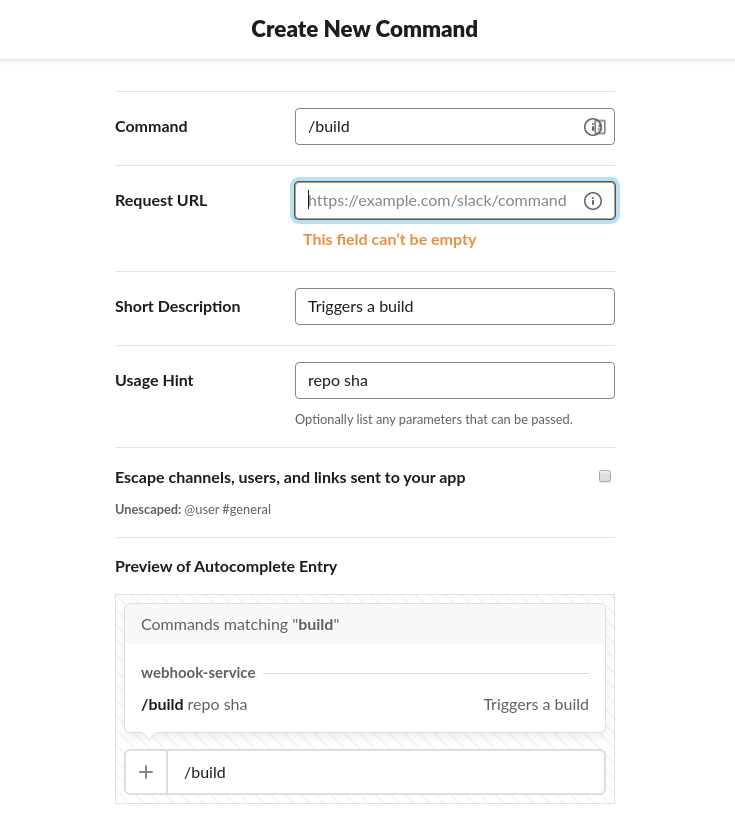 Create New Command
Command
/build
Request URL
https://example.com/slack/command
This field can’t be empty
Short Description
Triggers a build
Usage Hint
repo sha
Optionally list any parameters that can be passed.
Escape channels, users, and links sent to your app
Unescaped: @user #general
Preview of Autocomplete Entry
Commands matching "build"
webhook-service
/build repo sha Triggers a build
/build